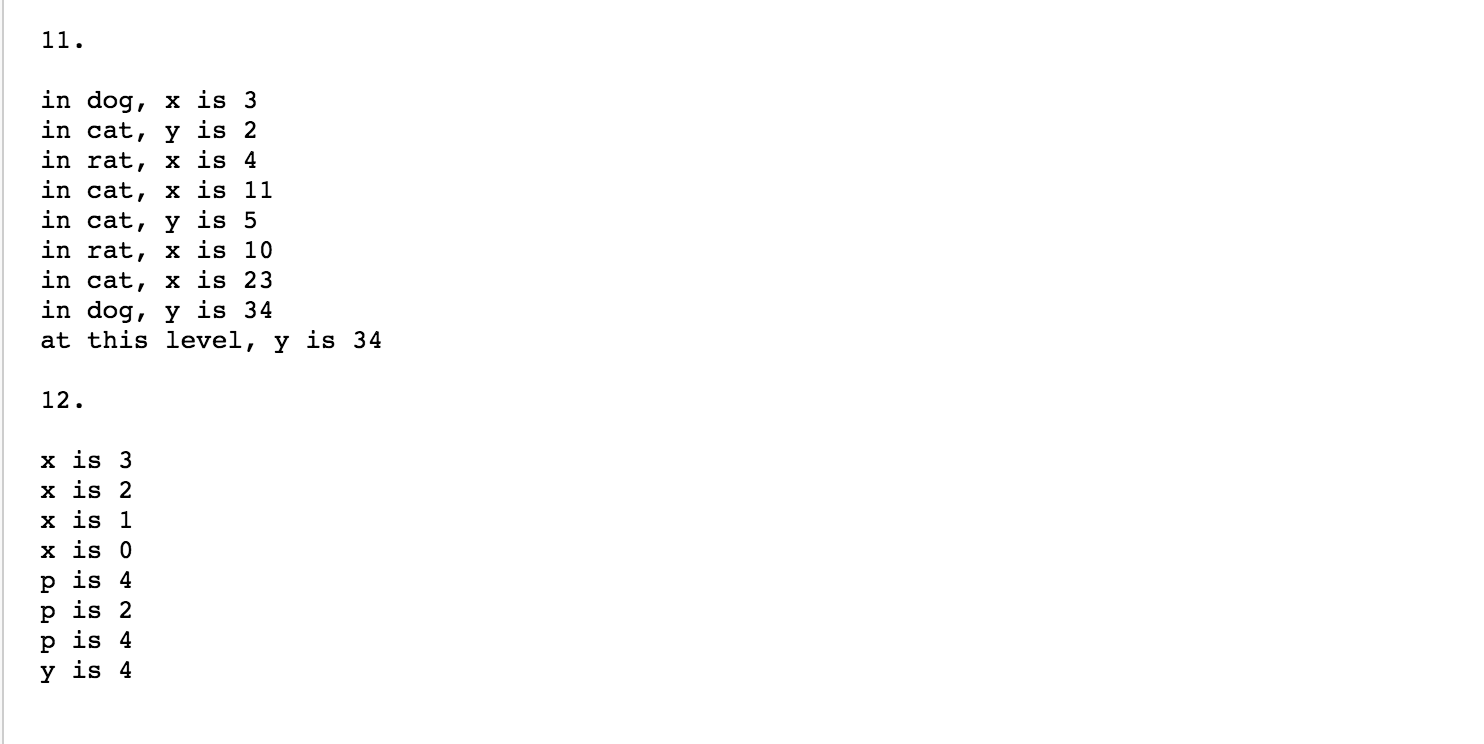 11.
in dog, x is 3
in cat, y is 2
in rat, x is 4
in cat, x is 11
in cat, y is 5
in rat, x is 10
in cat, x is 23
in dog, y is 34
at this level, y is 34
12.
x is 3
x is 2
x is 1
x is 0
p is 4
p is 2
p is 4
y is 4